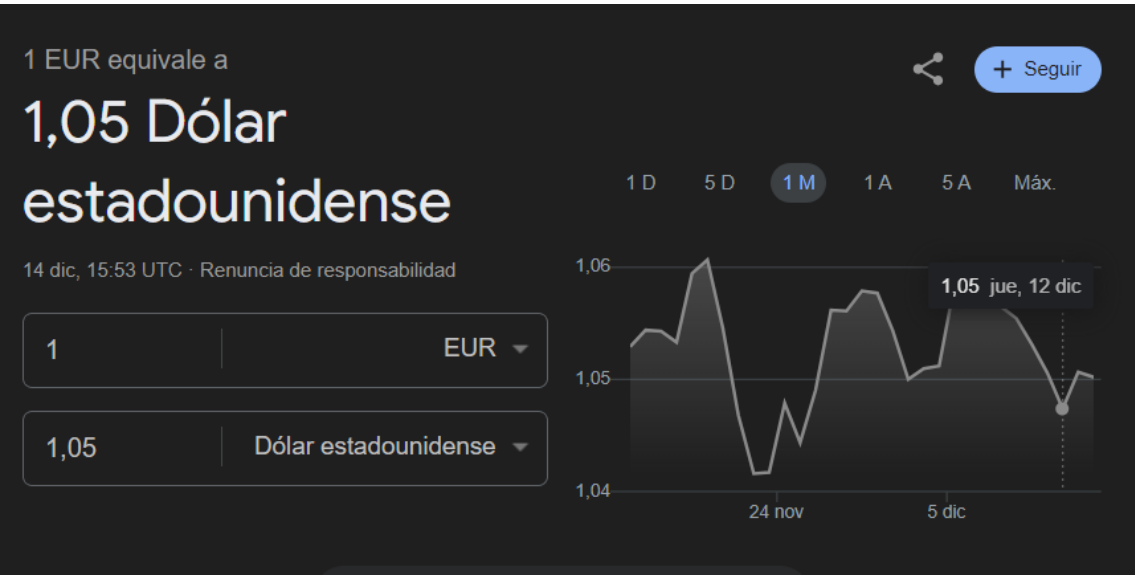 1 EUR equivale a
1,05 Dólar
estadounidense
14 dic, 15:53 UTC · Renuncia de responsabilidad
1 EUR
1,05 Dólar estadounidense
+ Seguir
1 D 5 D 1 M 1 A 5 A Máx.
1,06
1,05 jue, 12 dic
1,05
1,04
24 nov 5 dic